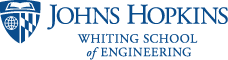 JOHNS HOPKINS
WHITING SCHOOL
of ENGINEERING